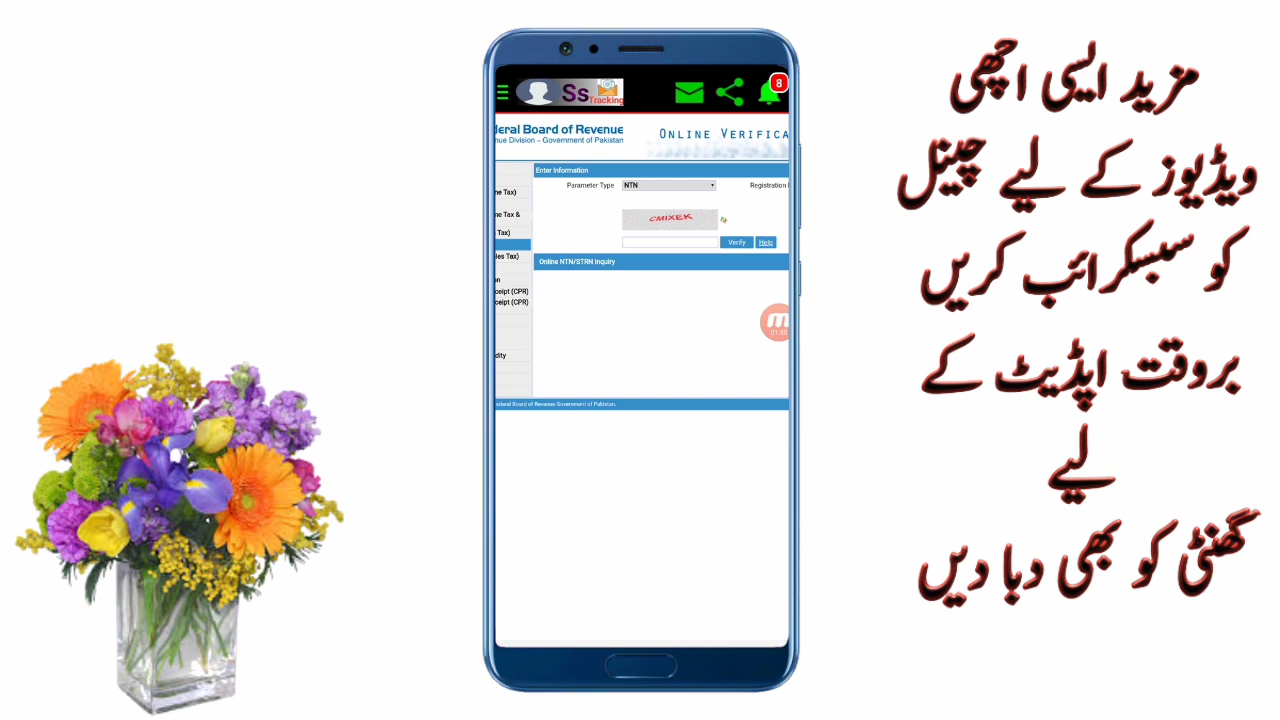 8
Ss
Tracking
deral Board of Revenue
nue Division – Government of Pakistan
ONLINE VERIFICA
Enter Information
Parameter Type
NTN
Registration
ne Tax)
ne Tax &
Tax)
CMIXEK
Verify
Help
les Tax)
Online NTN/STRN Inquiry
on
ceipt (CPR)
ceipt (CPR)
dity
Federal Board of Revenue Government of Pakistan.
مزید ایسی اچھی
ویڈیوز کے لیے چینل
کو سبسکرائب کریں
بروقت اپڈیٹ کے
لیے
گھنٹی کو بھی دبا دیں